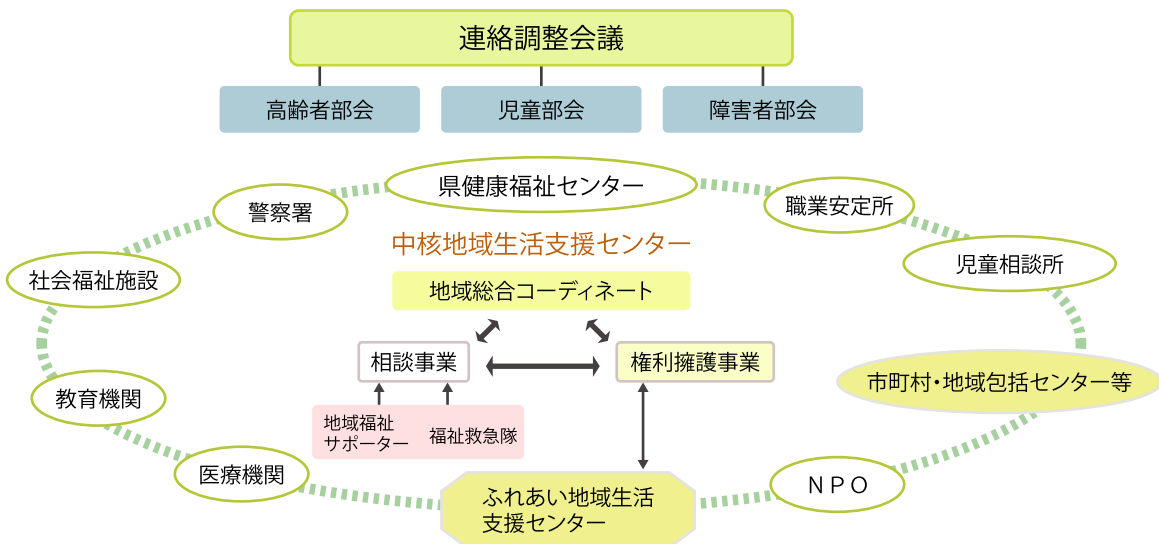 連絡調整会議
高齢者部会
児童部会
障害者部会
県健康福祉センター
警察署
職業安定所
中核地域生活支援センター
児童相談所
社会福祉施設
地域総合コーディネート
相談事業
権利擁護事業
市町村・地域包括センター等
教育機関
地域福祉
サポーター
福祉救急隊
医療機関
ＮＰＯ
ふれあい地域生活
支援センター